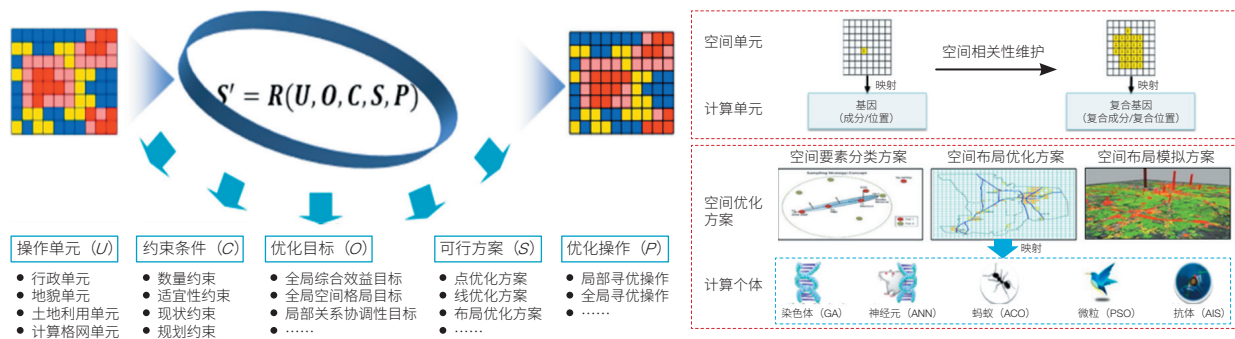 S′ = R(U, O, C, S, P)
操作单元（U）
行政单元
地貌单元
土地利用单元
计算格网单元
约束条件（C）
数量约束
适宜性约束
现状约束
规划约束
优化目标（O）
全局综合效益目标
全局空间格局目标
局部关系协调性目标
……
可行方案（S）
点优化方案
线优化方案
布局优化方案
……
优化操作（P）
局部寻优操作
全局寻优操作
……
空间单元
空间相关性维护
映射
映射
计算单元
基因
（成分/位置）
复合基因
（复合成分/复合位置）
空间要素分类方案
空间布局优化方案
空间布局模拟方案
Sampling Strategy Concept
空间优化
方案
映射
计算个体
染色体（GA）
神经元（ANN）
蚂蚁（ACO）
微粒（PSO）
抗体（AIS）